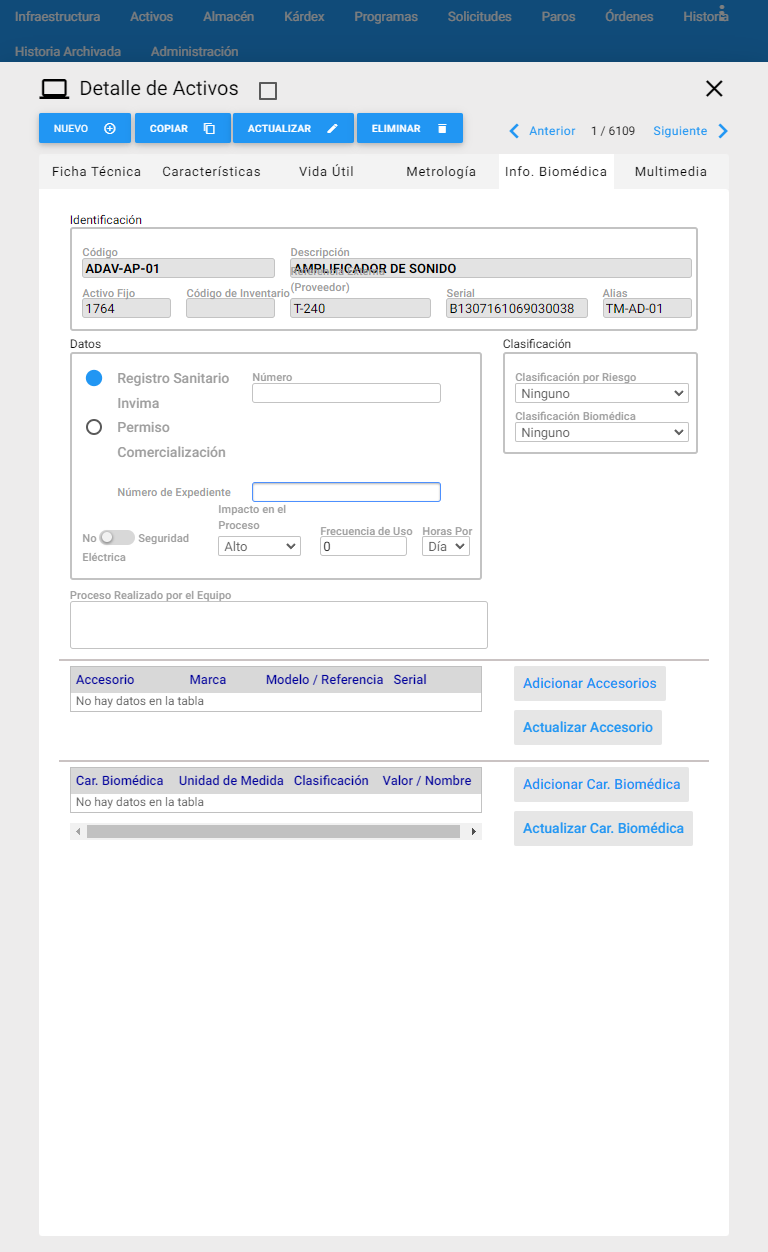 Infraestructura Activos Almacén Kárdex Programas Solicitudes Paros Órdenes Historia
Historia Archivada Administración
Detalle de Activos
NUEVO COPIAR ACTUALIZAR ELIMINAR
Anterior 1 / 6109 Siguiente
Ficha Técnica Características Vida Útil Metrología Info. Biomédica Multimedia
Identificación
Código Descripción
ADAV-AP-01 AMPLIFICADOR DE SONIDO
Referencia Externa
(Proveedor)
Activo Fijo Código de Inventario Serial Alias
1764 T-240 B1307161069030038 TM-AD-01
Datos Clasificación
Registro Sanitario
Invima
Número
Permiso
Comercialización
Número de Expediente
Clasificación por Riesgo
Ninguno
Clasificación Biomédica
Ninguno
Impacto en el
Proceso
Frecuencia de Uso Horas Por
No Seguridad
Eléctrica
Alto 0 Día
Proceso Realizado por el Equipo
Accesorio Marca Modelo / Referencia Serial
No hay datos en la tabla
Adicionar Accesorios
Actualizar Accesorio
Car. Biomédica Unidad de Medida Clasificación Valor / Nombre
No hay datos en la tabla
Adicionar Car. Biomédica
Actualizar Car. Biomédica